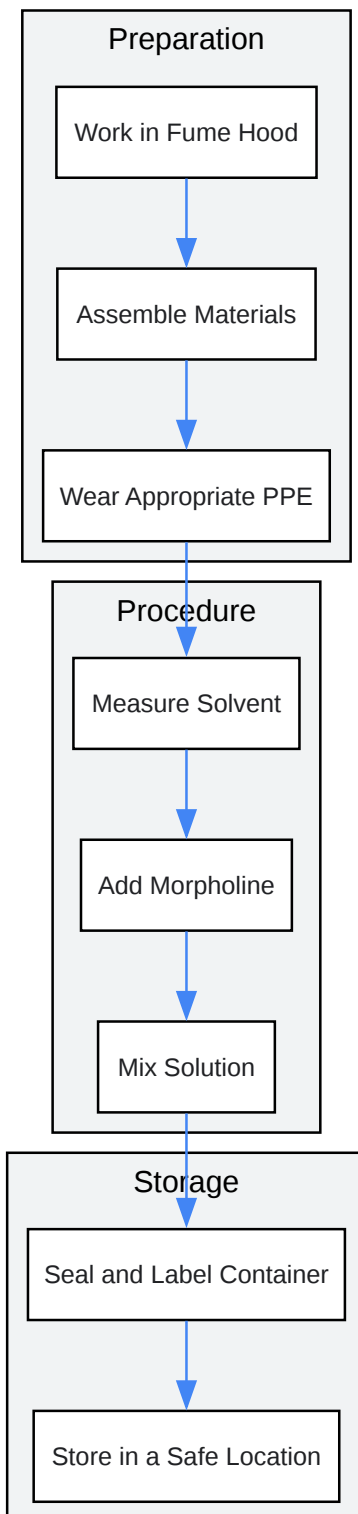 Preparation
Work in Fume Hood
Assemble Materials
Wear Appropriate PPE
Procedure
Measure Solvent
Add Morpholine
Mix Solution
Storage
Seal and Label Container
Store in a Safe Location